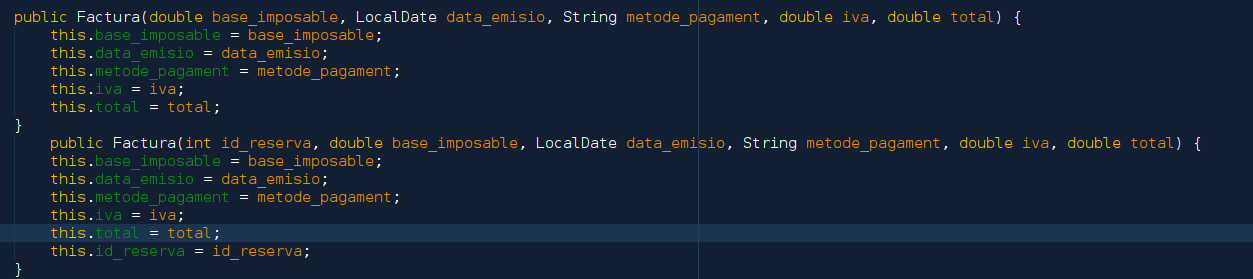 public Factura(double base_imposable, LocalDate data_emisio, String metode_pagament, double iva, double total) {
    this.base_imposable = base_imposable;
    this.data_emisio = data_emisio;
    this.metode_pagament = metode_pagament;
    this.iva = iva;
    this.total = total;
}
    public Factura(int id_reserva, double base_imposable, LocalDate data_emisio, String metode_pagament, double iva, double total) {
    this.base_imposable = base_imposable;
    this.data_emisio = data_emisio;
    this.metode_pagament = metode_pagament;
    this.iva = iva;
    this.total = total;
    this.id_reserva = id_reserva;
}